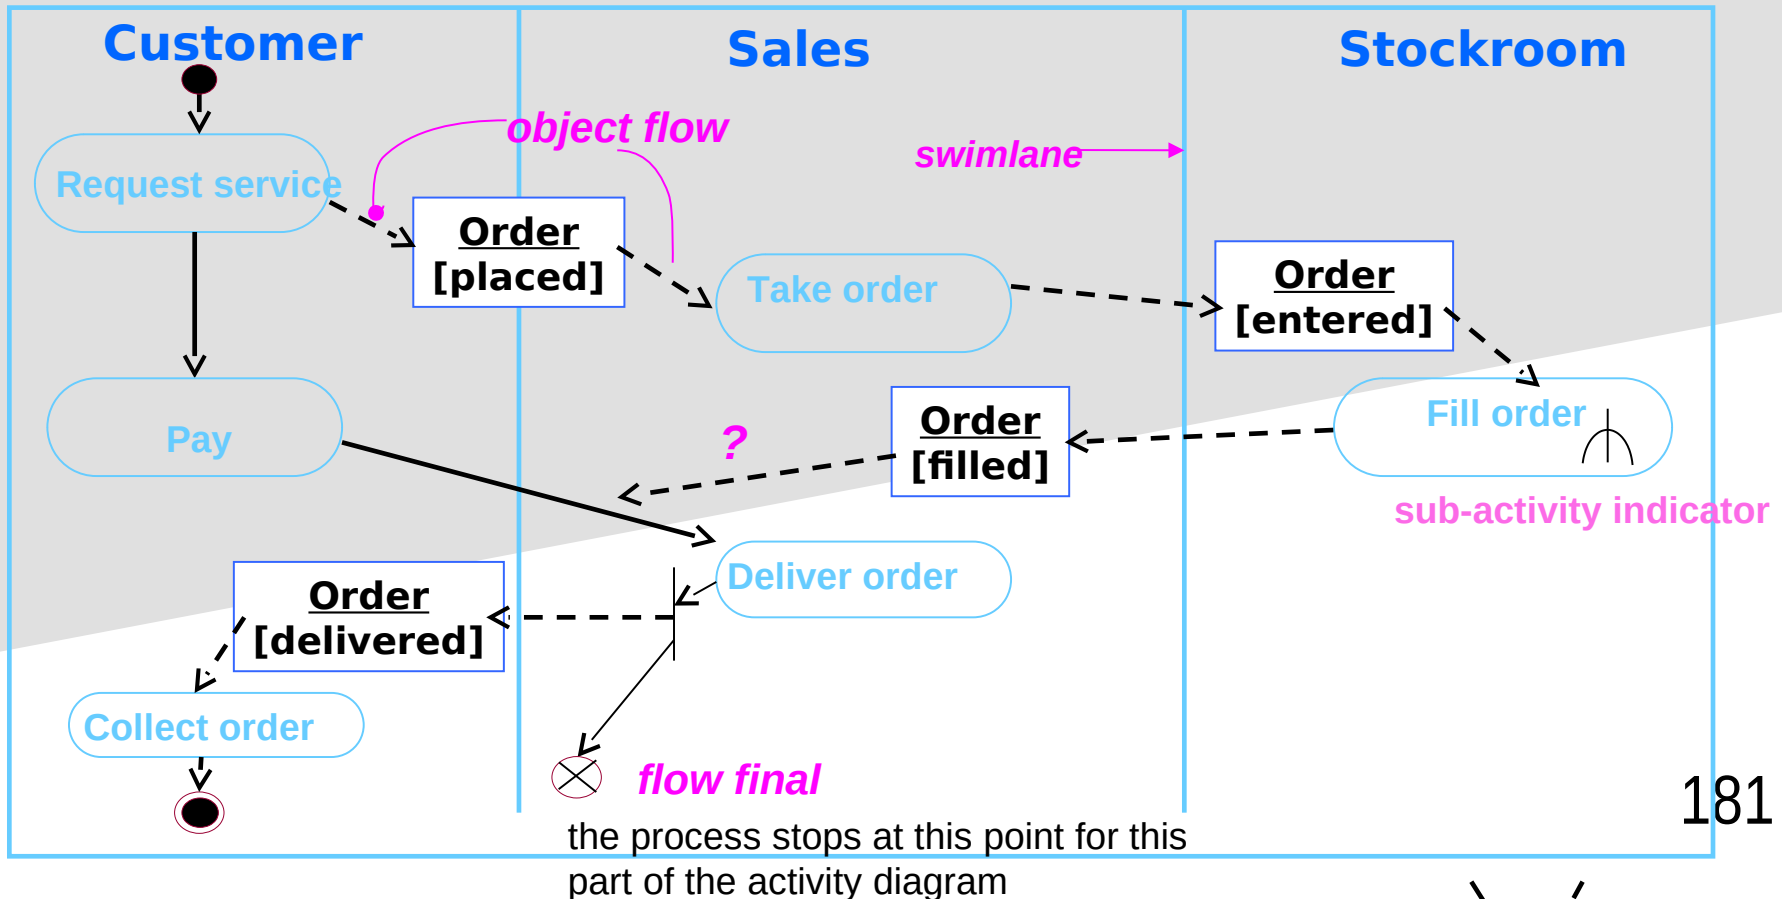 Customer
Sales
Stockroom
object flow
swimlane
Request service
Order
[placed]
Take order
Order
[entered]
Pay
?
Order
[filled]
Fill order
sub-activity indicator
Deliver order
Order
[delivered]
Collect order
flow final
181
the process stops at this point for this
part of the activity diagram